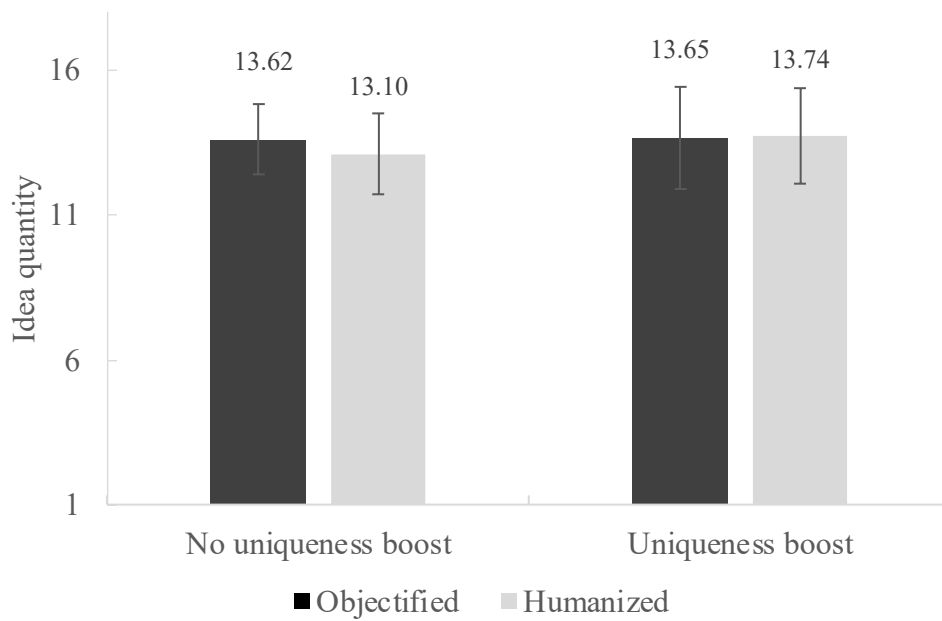 16
11
6
1
Idea quantity
13.62
13.10
13.65
13.74
No uniqueness boost
Uniqueness boost
Objectified
Humanized